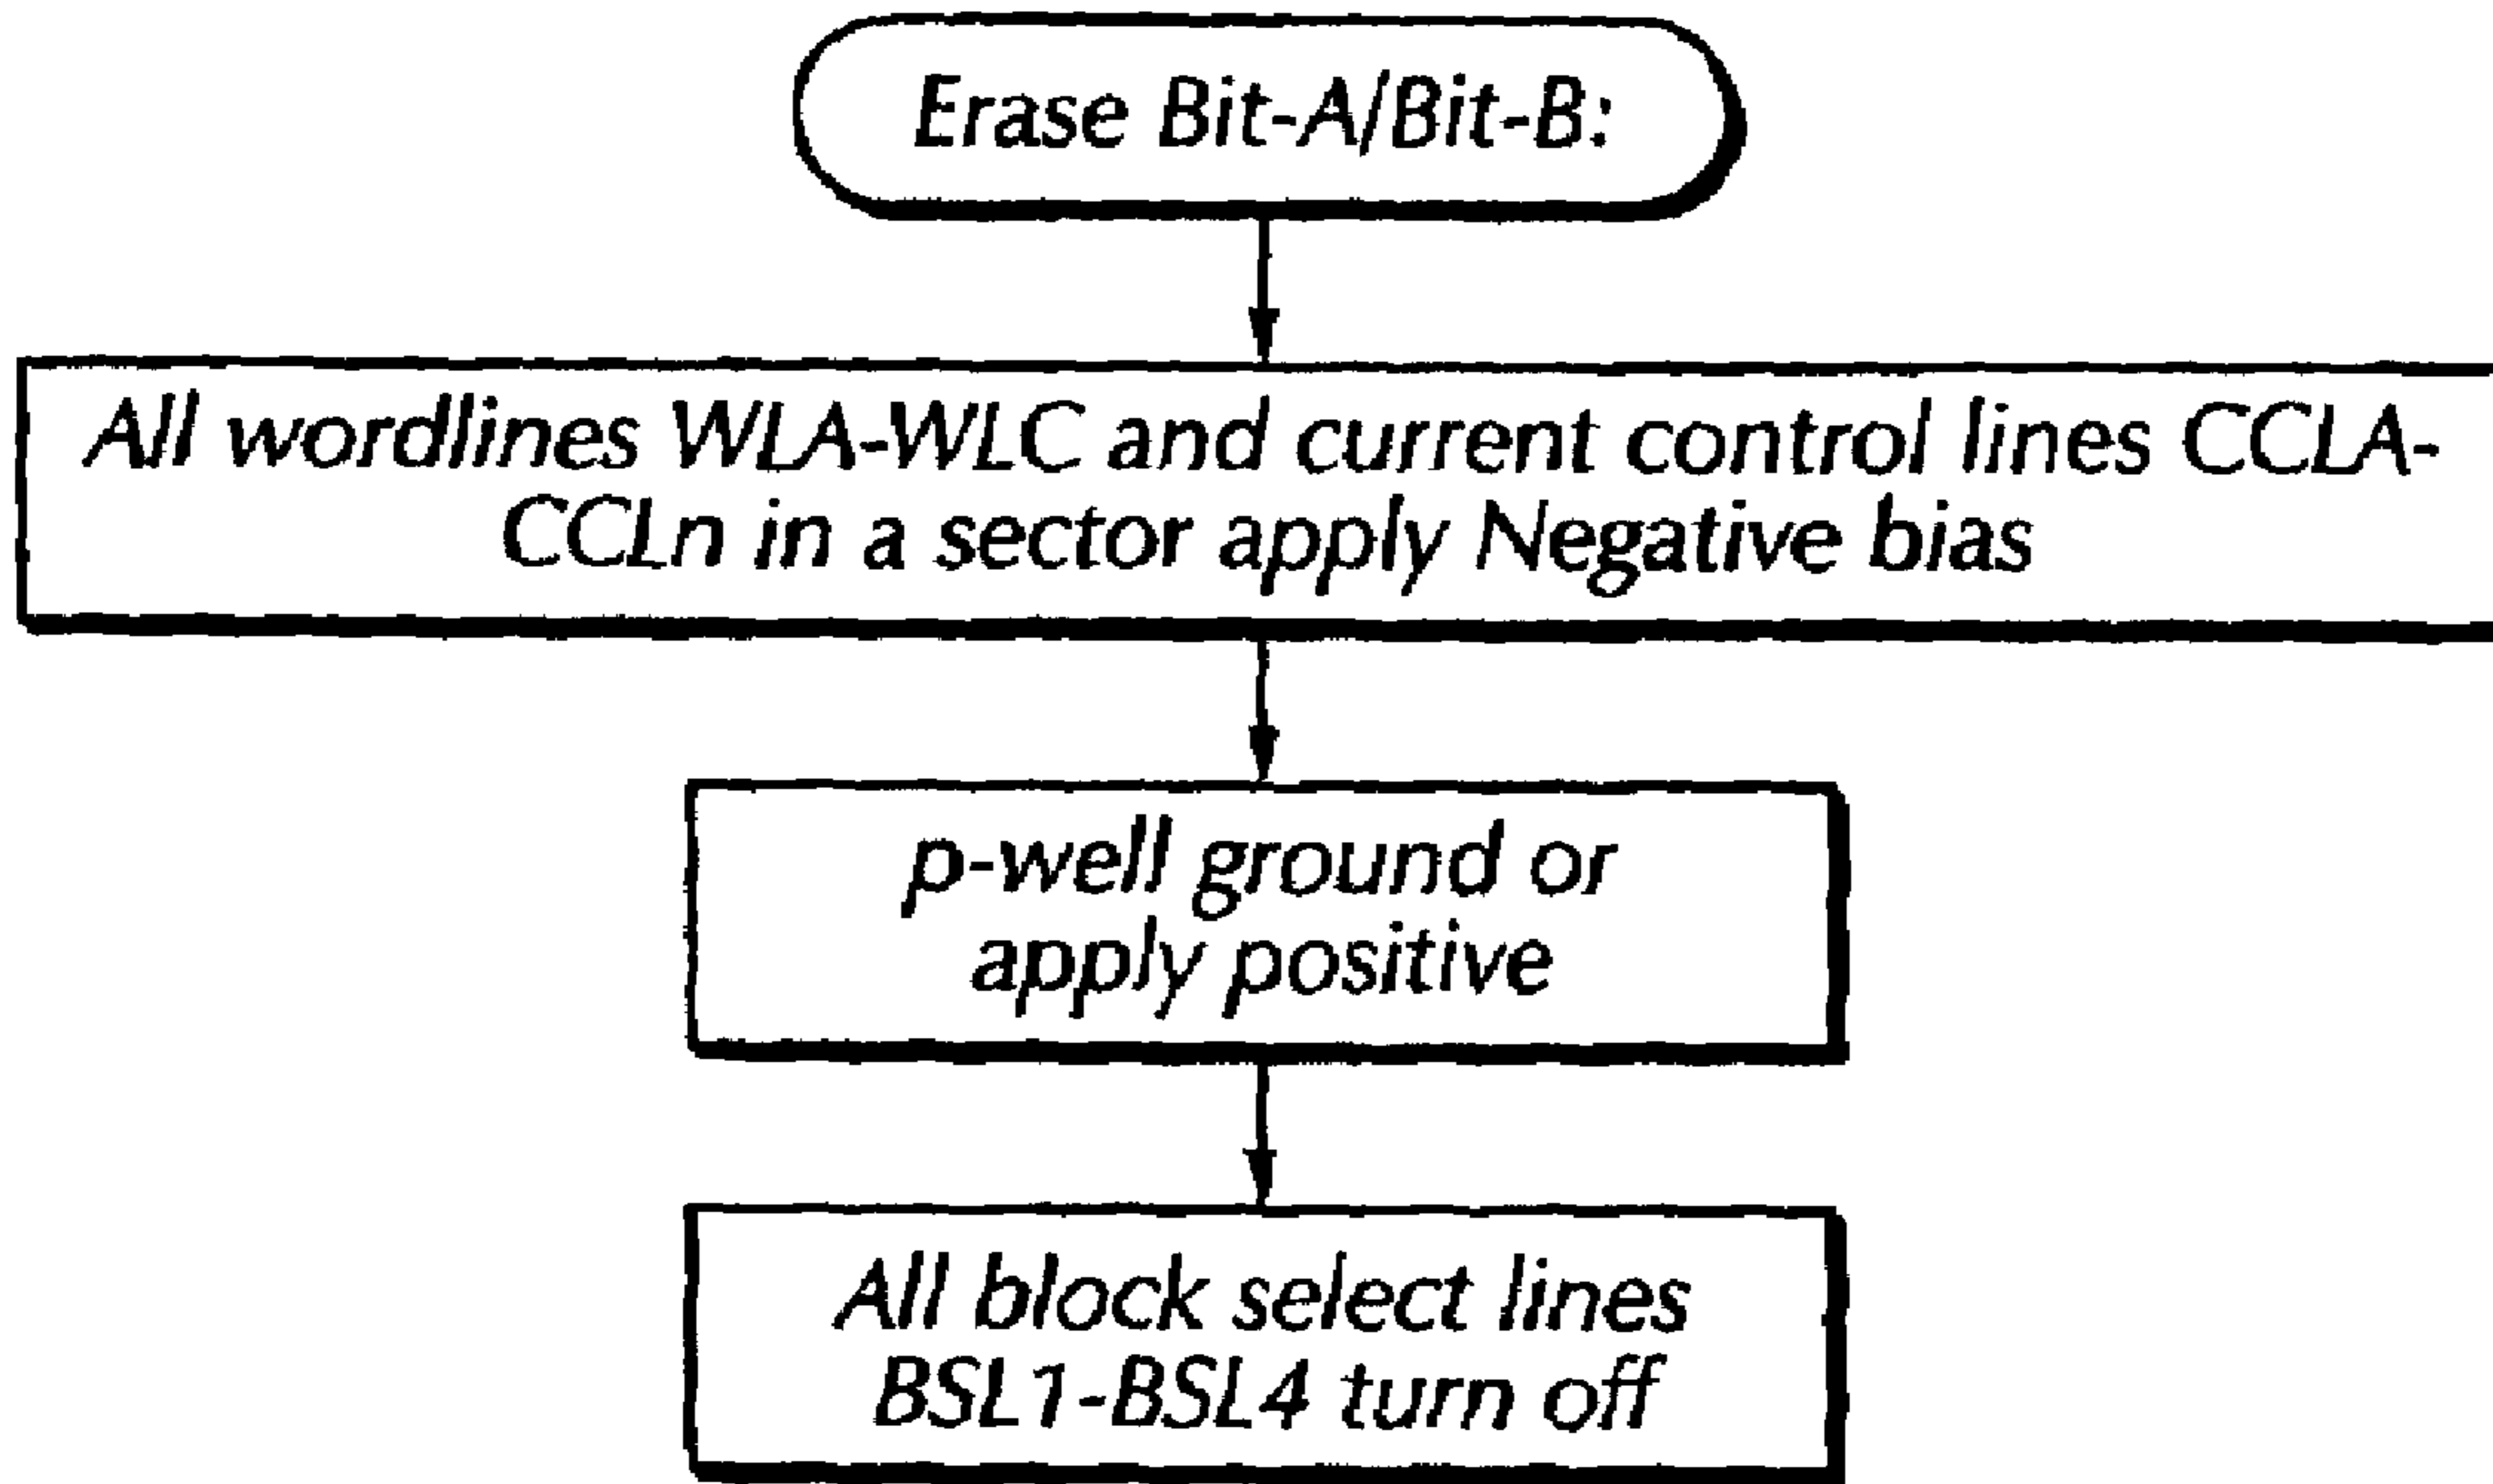 Erase Bit-A/Bit-B:
All wordlines WLA-WLC and current control lines CCLA-
CCLn in a sector apply Negative bias
p-well ground or
apply positive
All block select lines
BSL1-BSL4 turn off